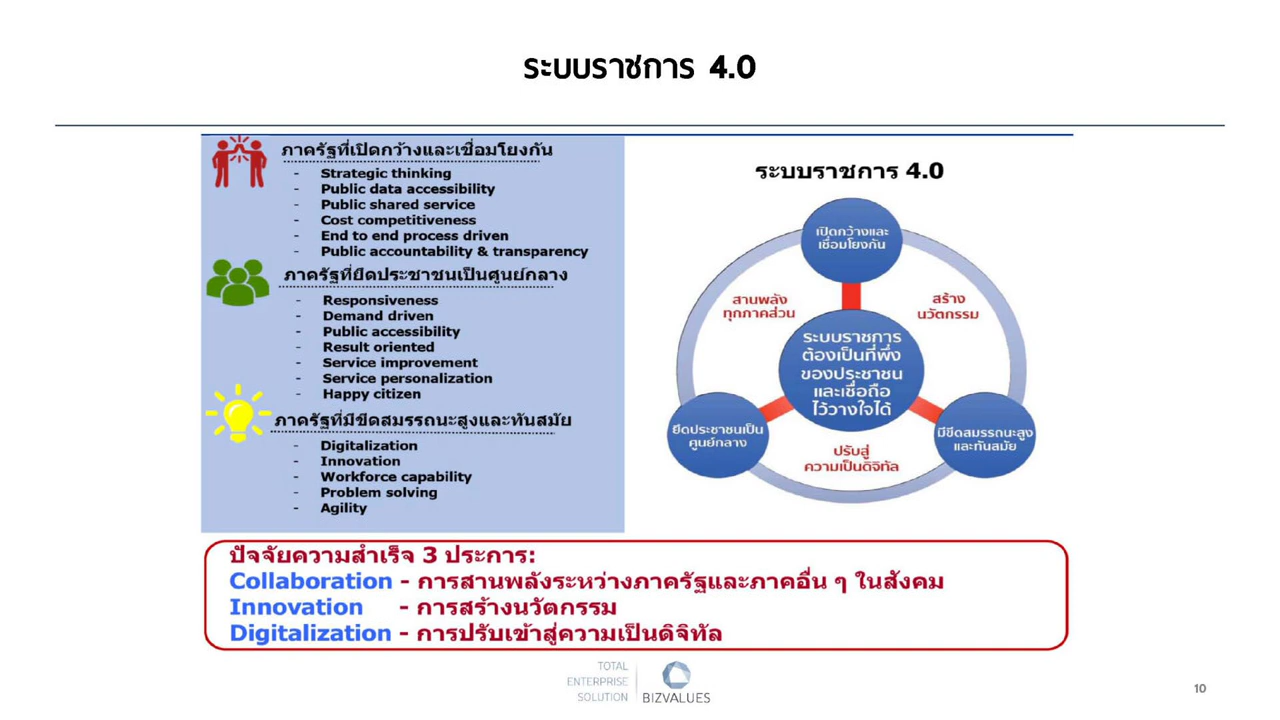 ระบบราชการ 4.0
ภาครัฐที่เปิดกว้างและเชื่อมโยงกัน
- Strategic thinking
- Public data accessibility
- Public shared service
- Cost competitiveness
- End to end process driven
- Public accountability & transparency
ภาครัฐที่ยึดประชาชนเป็นศูนย์กลาง
- Responsiveness
- Demand driven
- Public accessibility
- Result oriented
- Service improvement
- Service personalization
- Happy citizen
ภาครัฐที่มีขีดสมรรถนะสูงและทันสมัย
- Digitalization
- Innovation
- Workforce capability
- Problem solving
- Agility
ระบบราชการ 4.0
เปิดกว้างและ
เชื่อมโยงกัน
สานพลัง
ทุกภาคส่วน
สร้าง
นวัตกรรม
ระบบราชการ
ต้องเป็นที่พึ่ง
ของประชาชน
และเชื่อถือ
ไว้วางใจได้
ยึดประชาชนเป็น
ศูนย์กลาง
มีขีดสมรรถนะสูง
และทันสมัย
ปรับสู่
ความเป็นดิจิทัล
ปัจจัยความสำเร็จ 3 ประการ:
Collaboration - การสานพลังระหว่างภาครัฐและภาคอื่น ๆ ในสังคม
Innovation - การสร้างนวัตกรรม
Digitalization - การปรับเข้าสู่ความเป็นดิจิทัล
TOTAL
ENTERPRISE
SOLUTION
BIZVALUES
10